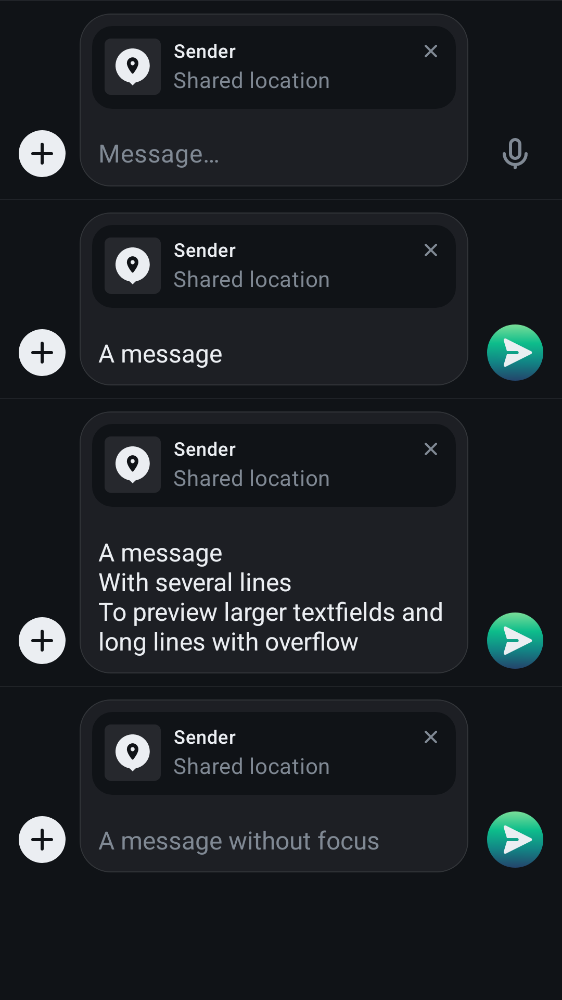 Sender
Shared location
Message…
Sender
Shared location
A message
Sender
Shared location
A message
With several lines
To preview larger textfields and
long lines with overflow
Sender
Shared location
A message without focus